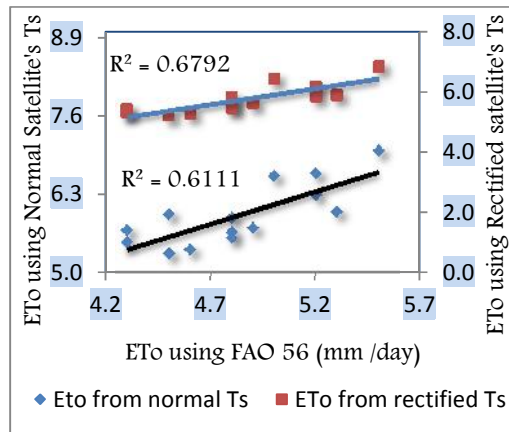 ETo using Normal Satellite's Ts
8.9
7.6
6.3
5.0
R² = 0.6792
R² = 0.6111
8.0
6.0
4.0
2.0
0.0
ETo using Rectified satellite's Ts
4.2 4.7 5.2 5.7
ETo using FAO 56 (mm /day)
Eto from normal Ts ETo from rectified Ts